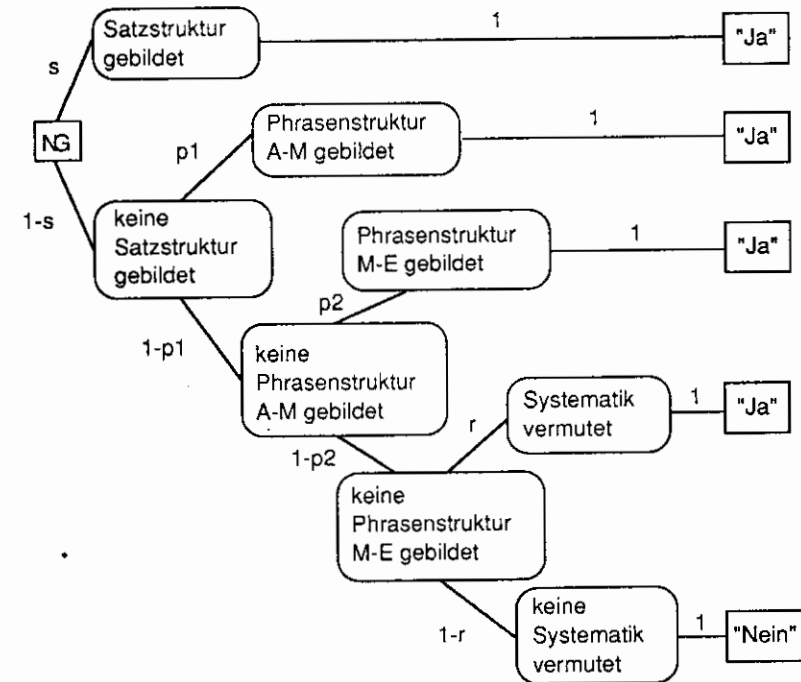 s
Satzstruktur
gebildet
1
"Ja"
NG
1-s
p1
Phrasenstruktur
A-M gebildet
1
"Ja"
keine
Satzstruktur
gebildet
1-p1
p2
Phrasenstruktur
M-E gebildet
1
"Ja"
keine
Phrasenstruktur
A-M gebildet
1-p2
r
Systematik
vermutet
1
"Ja"
keine
Phrasenstruktur
M-E gebildet
1-r
keine
Systematik
vermutet
1
"Nein"